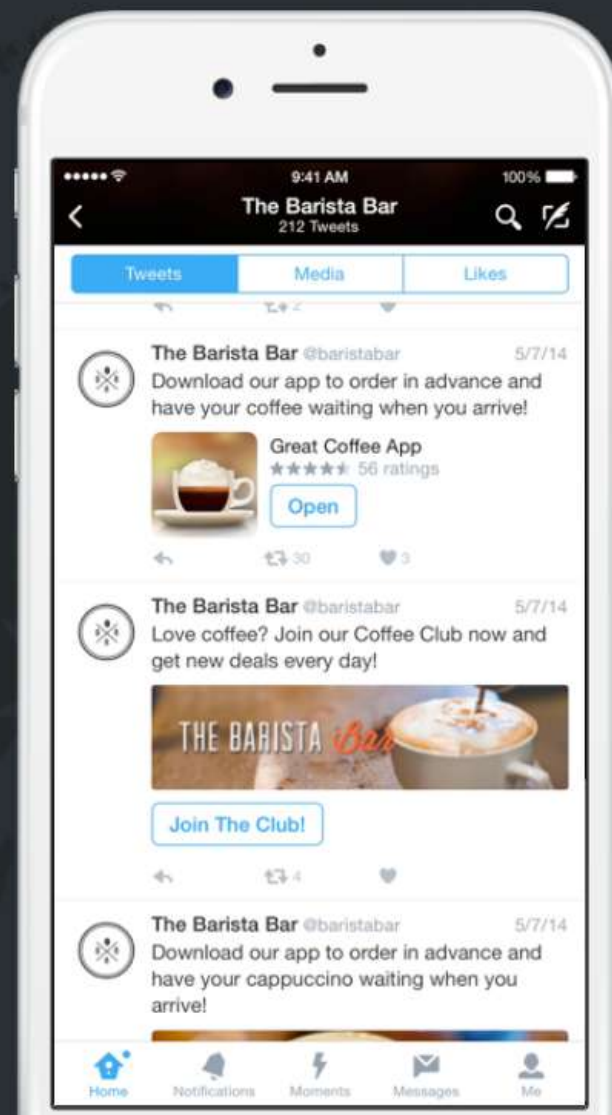 9:41 AM
100%
The Barista Bar
212 Tweets
Tweets
Media
Likes
2
The Barista Bar @baristabar 5/7/14
Download our app to order in advance and
have your coffee waiting when you arrive!
Great Coffee App
56 ratings
Open
30
3
The Barista Bar @baristabar 5/7/14
Love coffee? Join our Coffee Club now and
get new deals every day!
THE BARISTA Bar
Join The Club!
4
The Barista Bar @baristabar 5/7/14
Download our app to order in advance and
have your cappuccino waiting when you
arrive!
Home
Notifications
Moments
Messages
Me